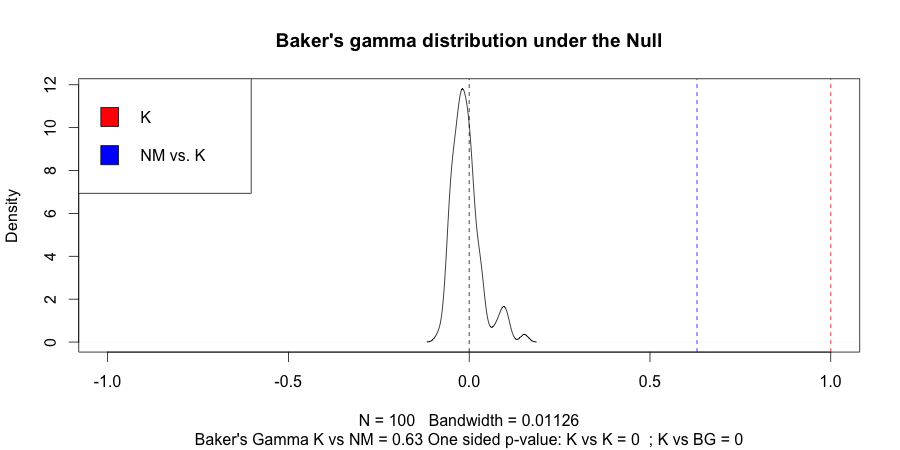 Baker's gamma distribution under the Null
K
NM vs. K
Density
12
10
8
6
4
2
0
-1.0 -0.5 0.0 0.5 1.0
N = 100 Bandwidth = 0.01126
Baker's Gamma K vs NM = 0.63 One sided p-value: K vs K = 0 ; K vs BG = 0